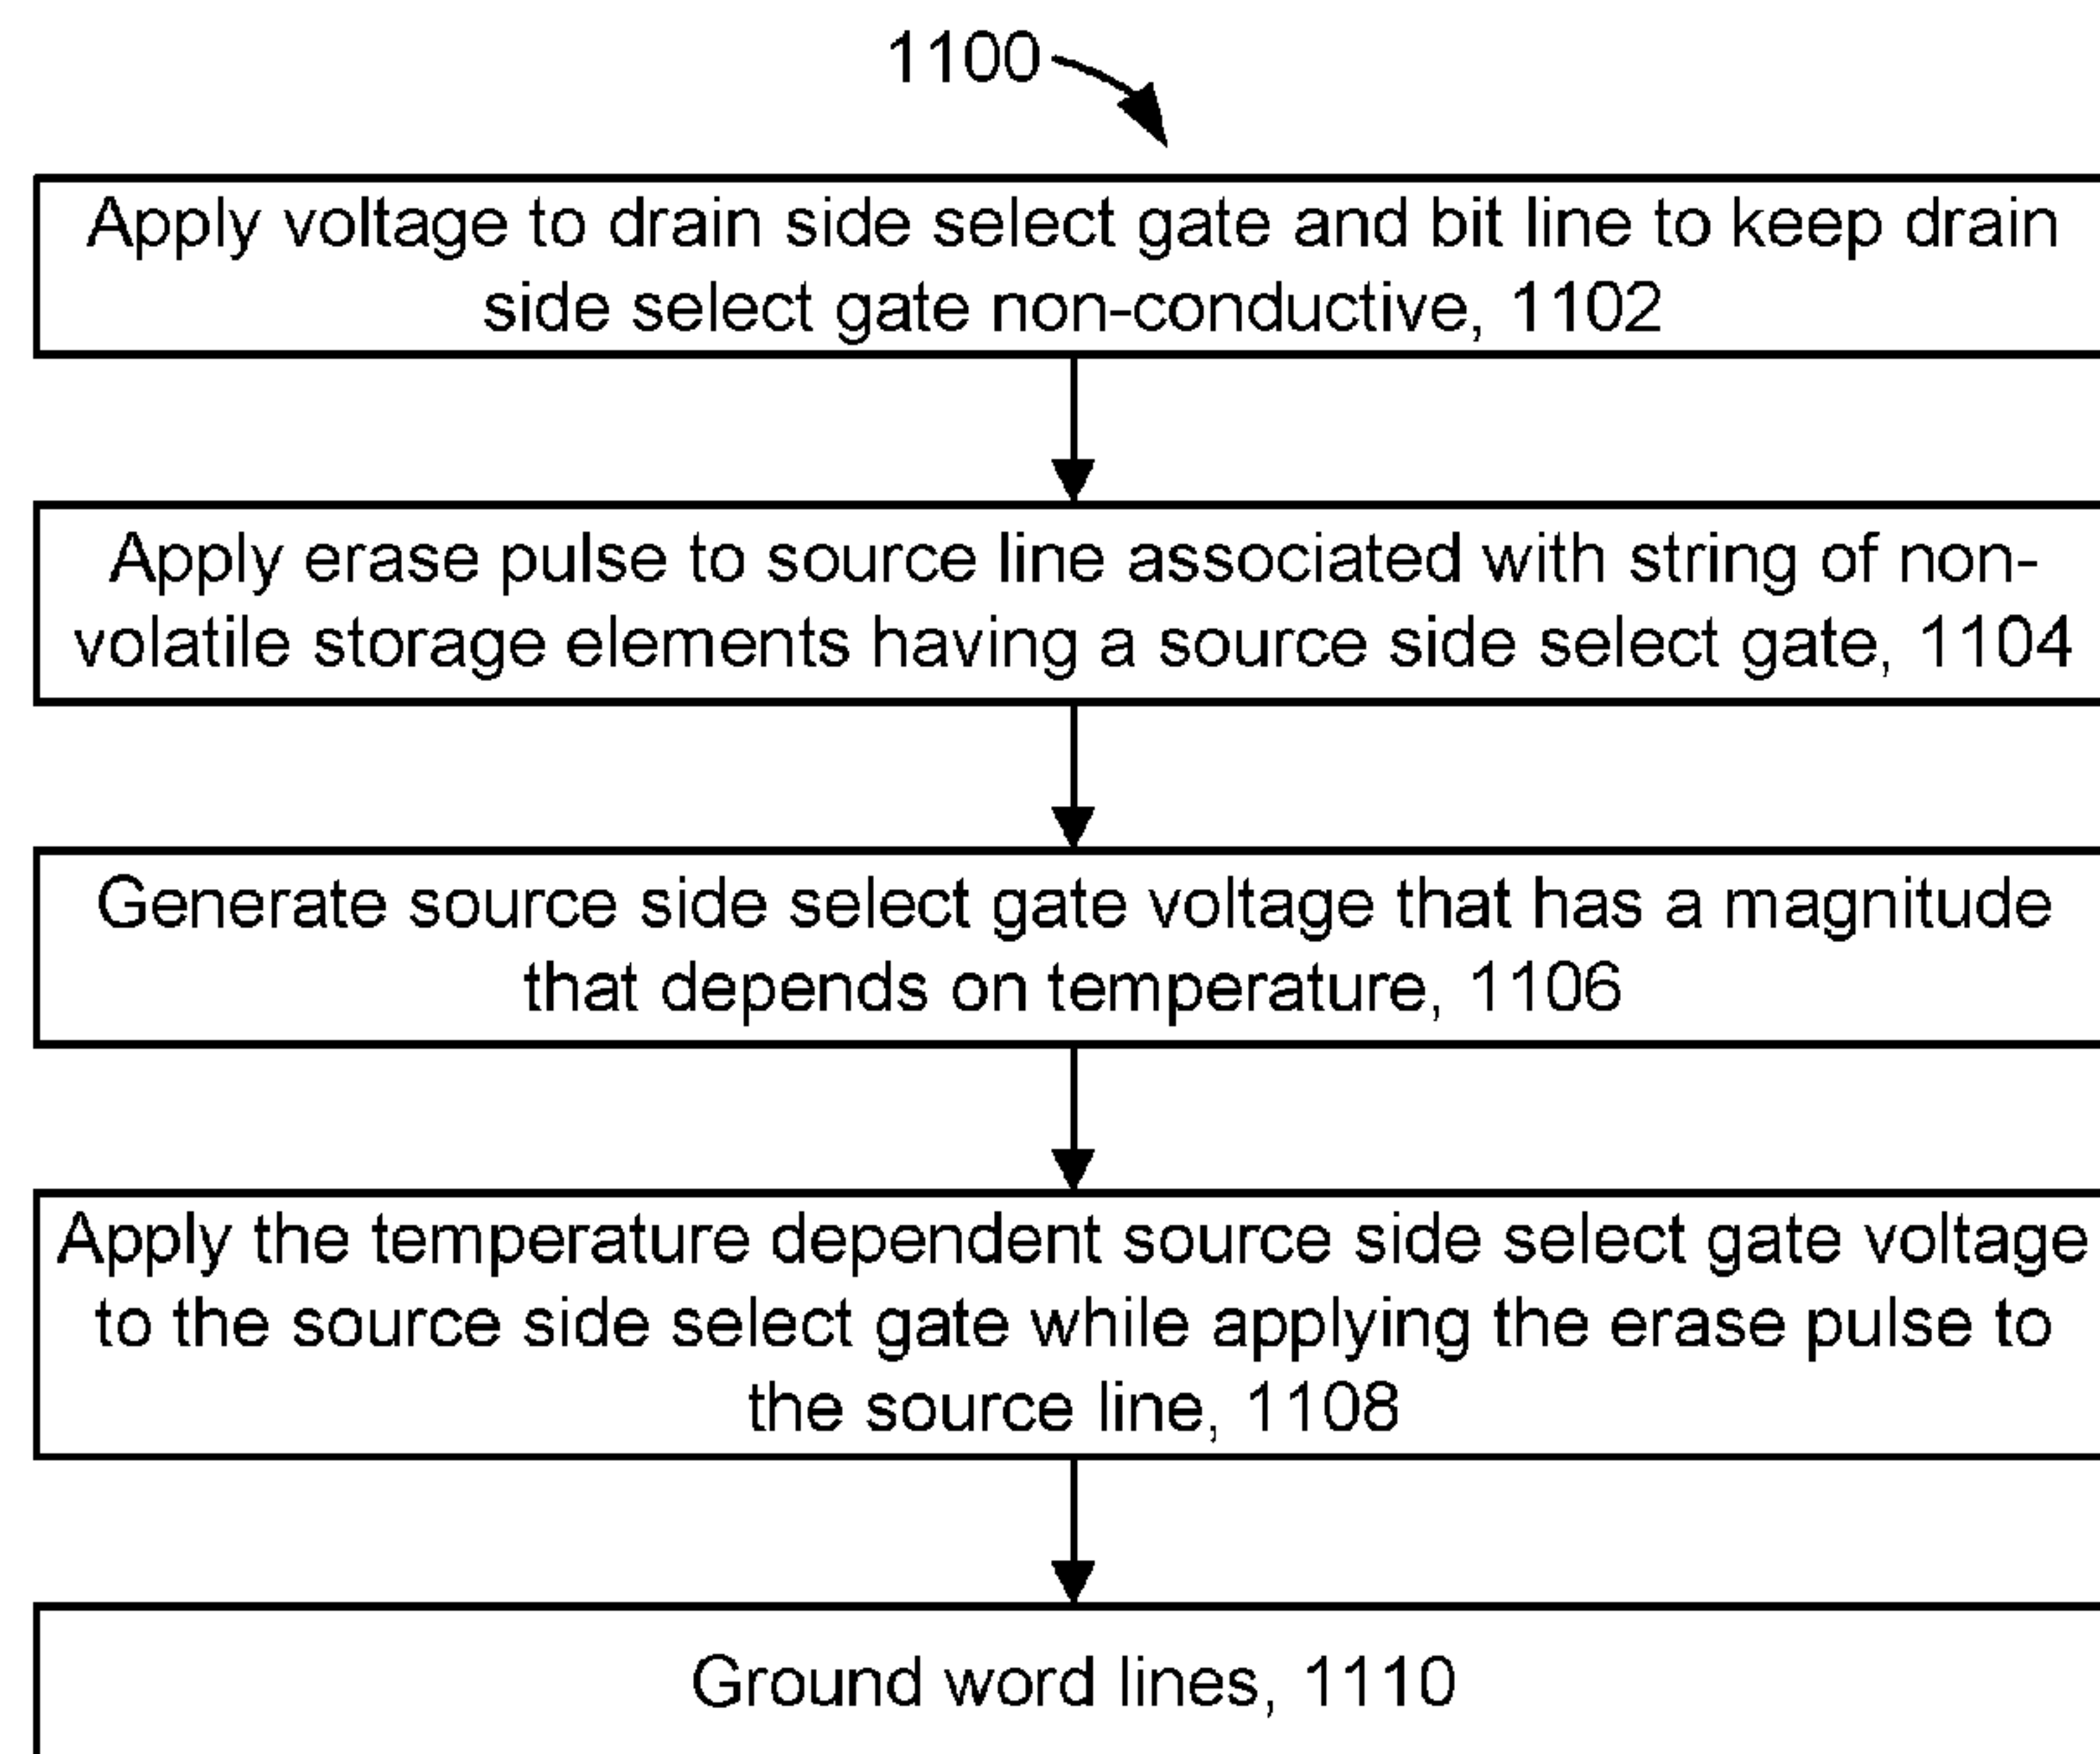 1100
Apply voltage to drain side select gate and bit line to keep drain
side select gate non-conductive, 1102
Apply erase pulse to source line associated with string of non-
volatile storage elements having a source side select gate, 1104
Generate source side select gate voltage that has a magnitude
that depends on temperature, 1106
Apply the temperature dependent source side select gate voltage
to the source side select gate while applying the erase pulse to
the source line, 1108
Ground word lines, 1110